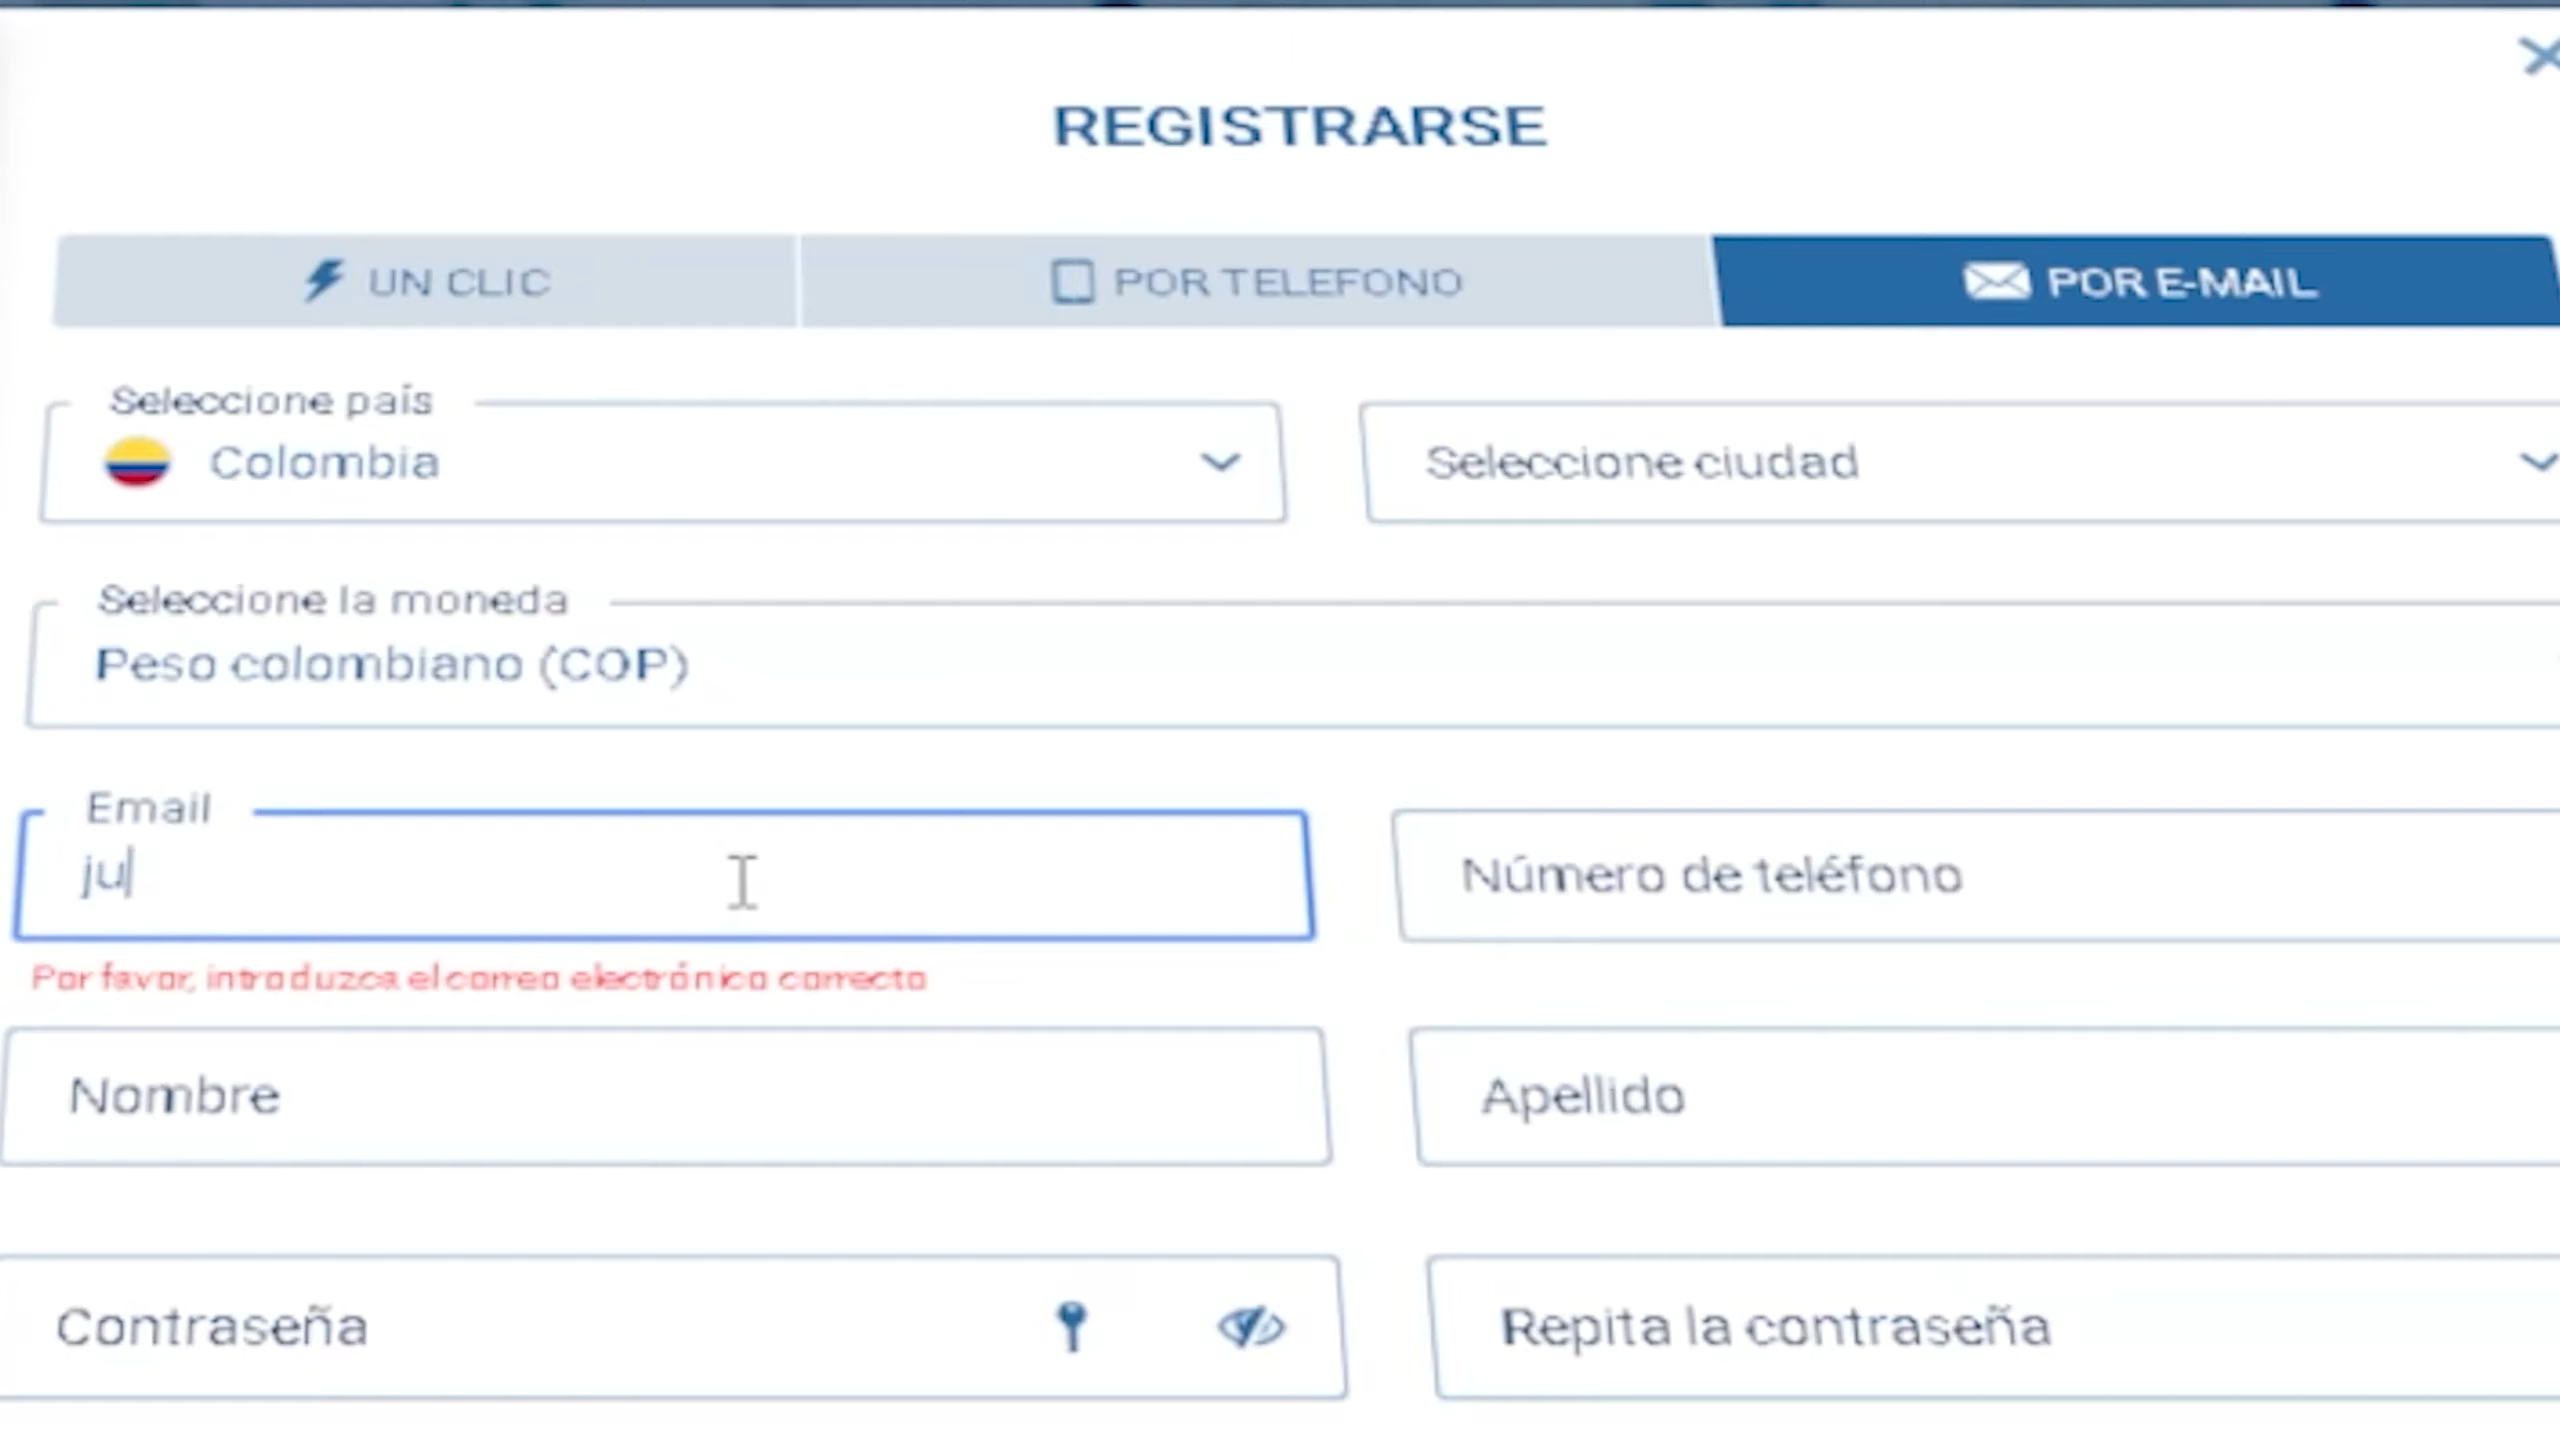 REGISTRARSE
UN CLIC
POR TELEFONO
POR E-MAIL
Seleccione país
Colombia
Seleccione ciudad
Seleccione la moneda
Peso colombiano (COP)
Email
ju
Número de teléfono
Por favor, introduzca el correo electrónico correcto
Nombre
Apellido
Contraseña
Repita la contraseña